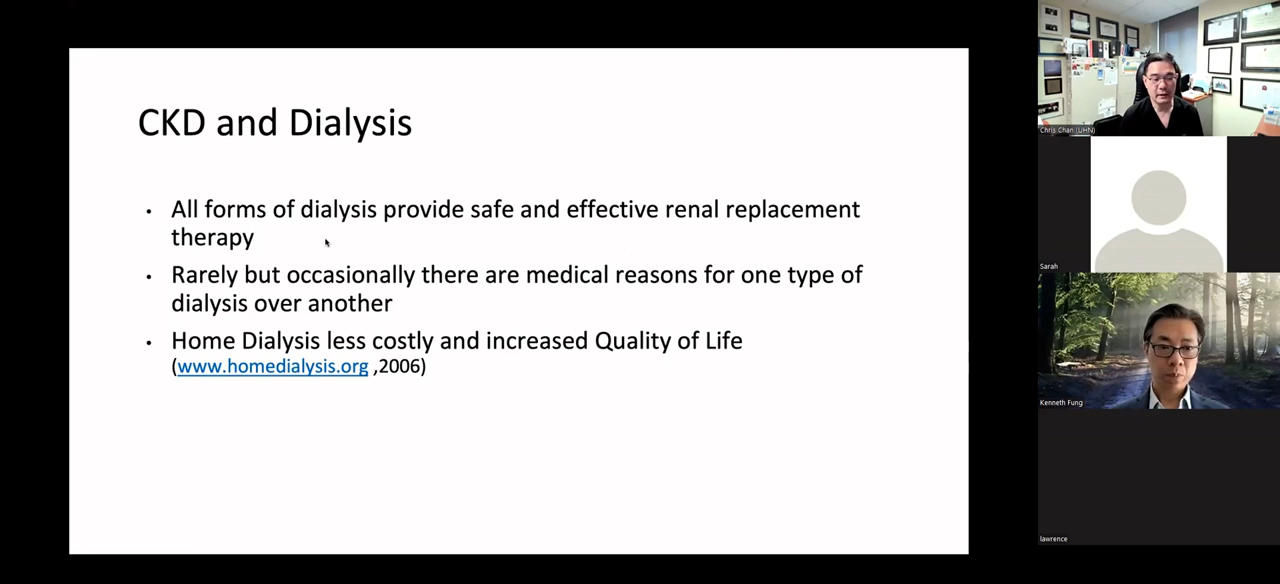 CKD and Dialysis
• All forms of dialysis provide safe and effective renal replacement
therapy
• Rarely but occasionally there are medical reasons for one type of
dialysis over another
• Home Dialysis less costly and increased Quality of Life
(www.homedialysis.org ,2006)
Chris Chan (UHN)
Sarah
Kenneth Fung
lawrence